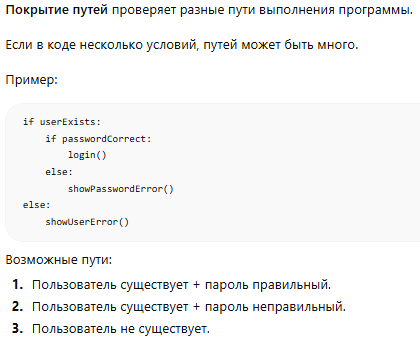 Покрытие путей проверяет разные пути выполнения программы.
Если в коде несколько условий, путей может быть много.
Пример:
if userExists:
    if passwordCorrect:
        login()
    else:
        showPasswordError()
else:
    showUserError()
Возможные пути:
1. Пользователь существует + пароль правильный.
2. Пользователь существует + пароль неправильный.
3. Пользователь не существует.